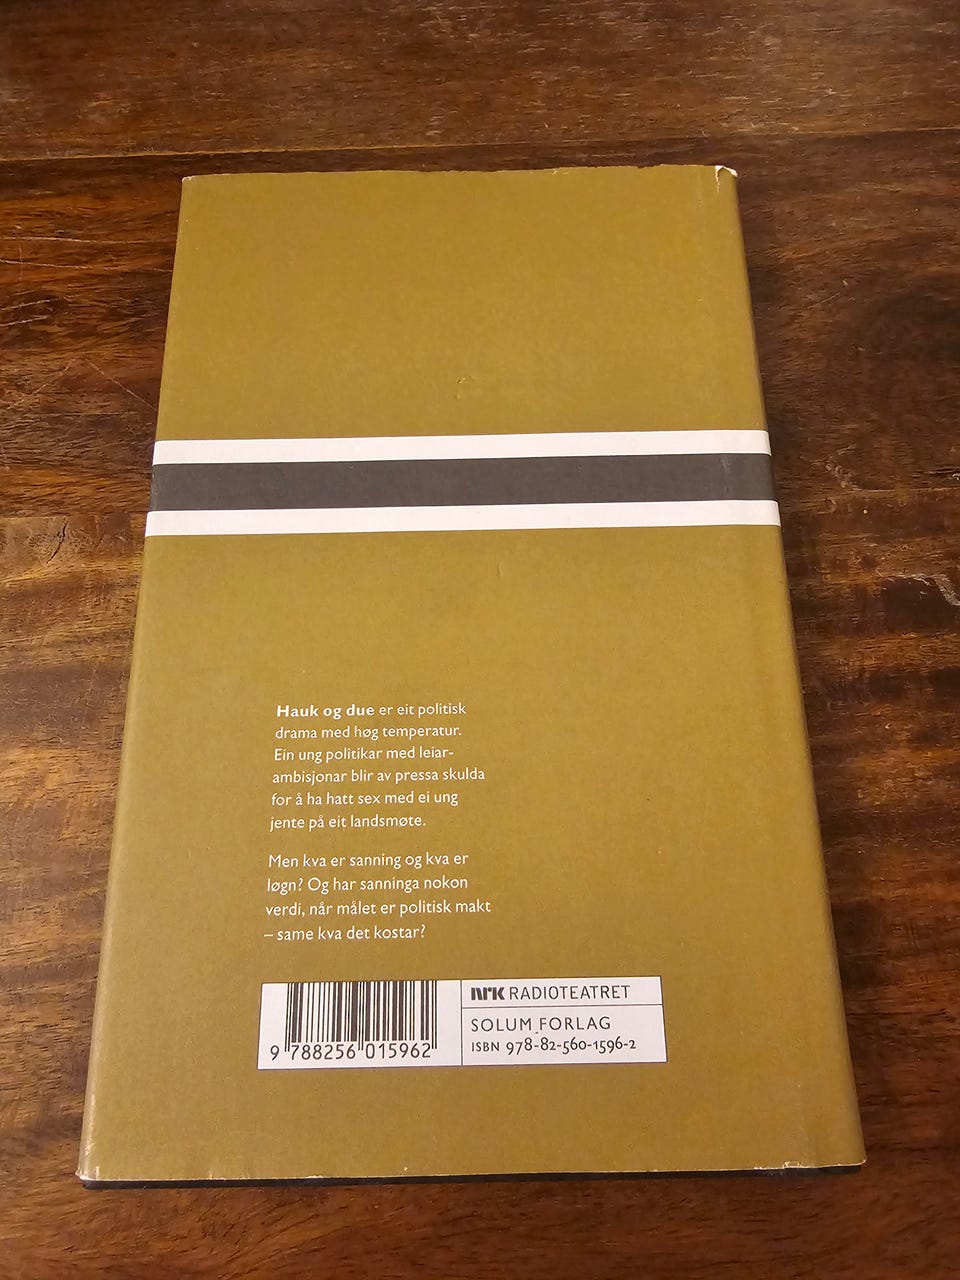 Hauk og due er eit politisk
drama med høg temperatur.
Ein ung politikar med leiar-
ambisjonar blir av pressa skulda
for å ha hatt sex med ei ung
jente på eit landsmøte.
Men kva er sanning og kva er
løgn? Og har sanninga nokon
verdi, når målet er politisk makt
– same kva det kostar?
9 788256 015962
nrk RADIOTEATRET
SOLUM FORLAG
ISBN 978-82-560-1596-2